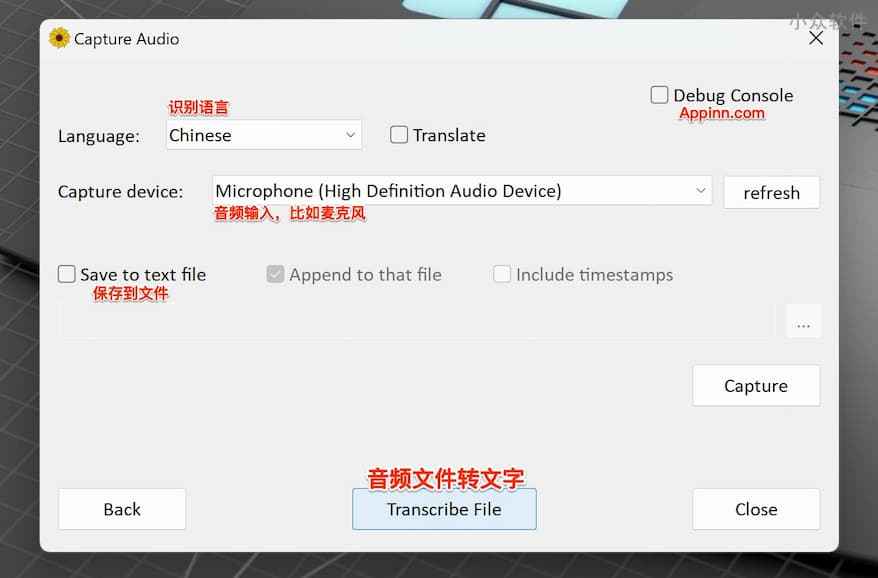 小众软件
Capture Audio
Debug Console
识别语言
Appinn.com
Language: Chinese Translate
Capture device: Microphone (High Definition Audio Device) refresh
音频输入，比如麦克风
Save to text file Append to that file Include timestamps
保存到文件
...
Capture
音频文件转文字
Back Transcribe File Close